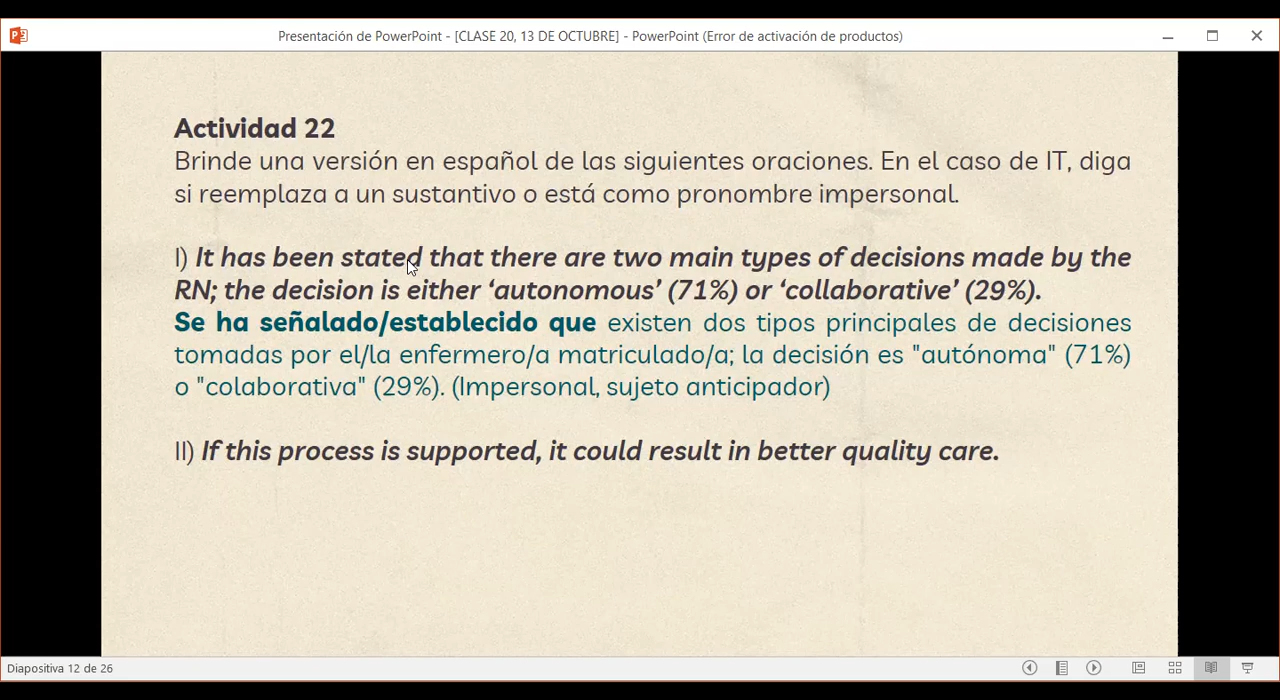 Presentación de PowerPoint - [CLASE 20, 13 DE OCTUBRE] - PowerPoint (Error de activación de productos)
Actividad 22
Brinde una versión en español de las siguientes oraciones. En el caso de IT, diga
si reemplaza a un sustantivo o está como pronombre impersonal.
I) It has been stated that there are two main types of decisions made by the
RN; the decision is either ‘autonomous’ (71%) or ‘collaborative’ (29%).
Se ha señalado/establecido que existen dos tipos principales de decisiones
tomadas por el/la enfermero/a matriculado/a; la decisión es "autónoma" (71%)
o "colaborativa" (29%). (Impersonal, sujeto anticipador)
II) If this process is supported, it could result in better quality care.
Diapositiva 12 de 26